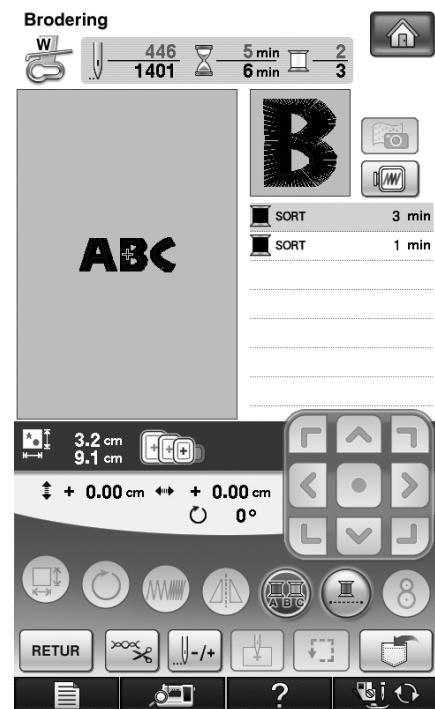 Brodering
W
446 5 min 2
1401 6 min 3
B
SORT 3 min
SORT 1 min
ABC
3.2 cm
9.1 cm
+ 0.00 cm + 0.00 cm
0°
A B C
RETUR
-/+
?